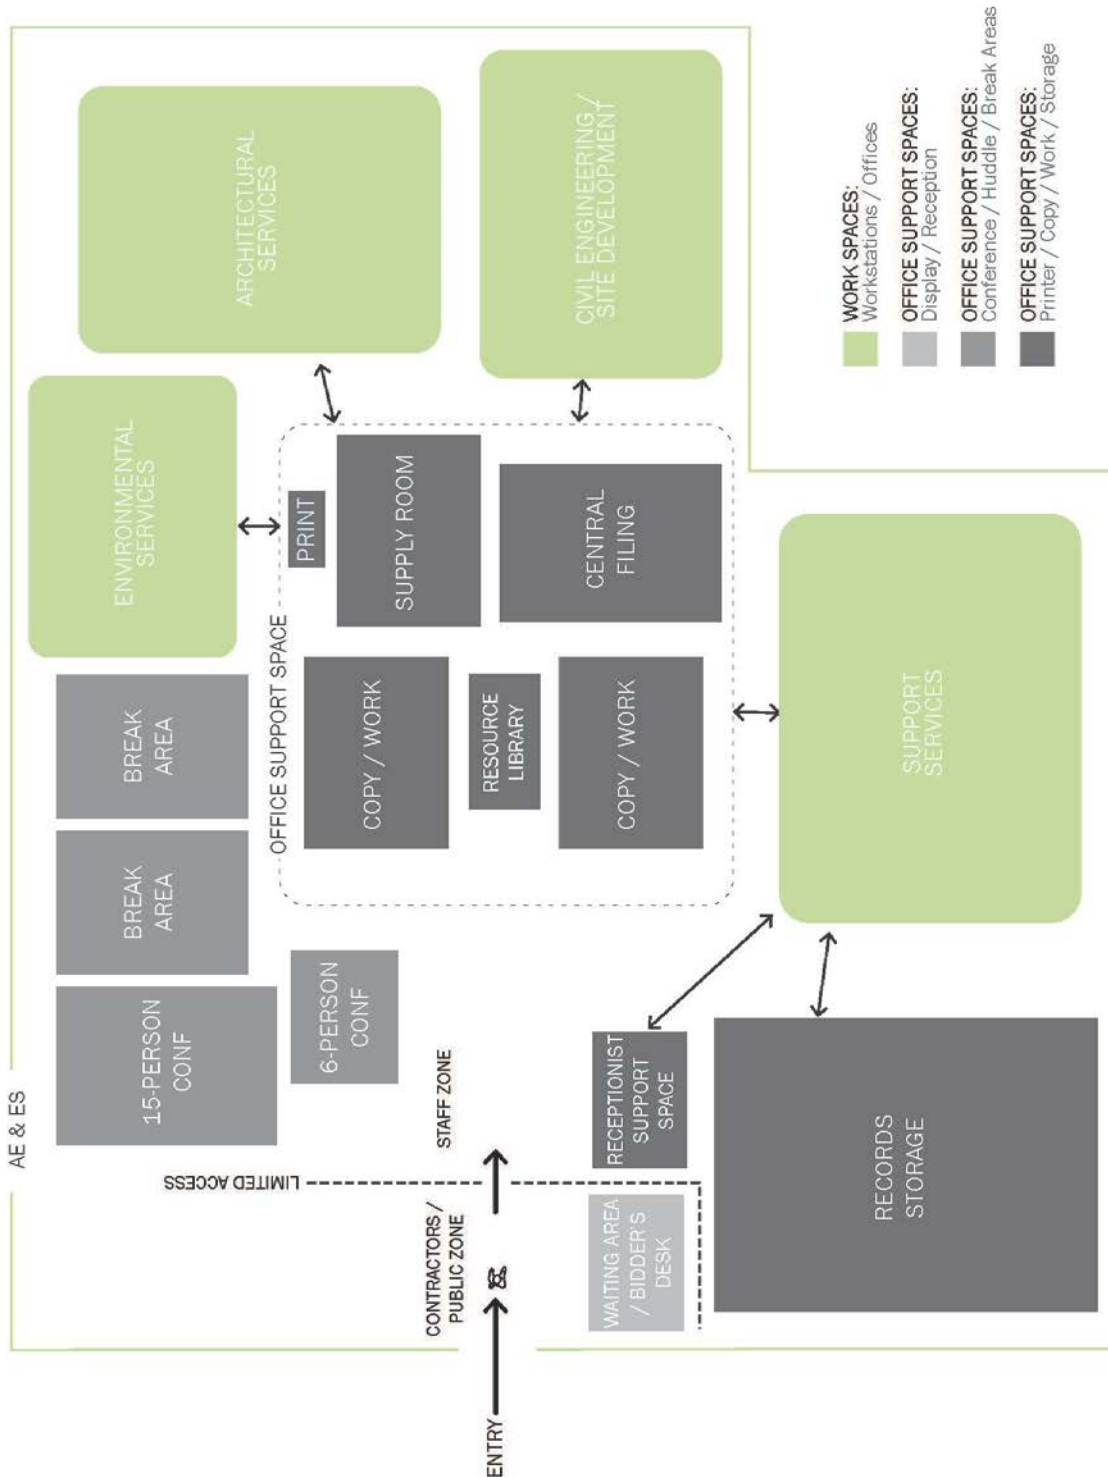 AE & ES
ENVIRONMENTAL
SERVICES
ARCHITECTURAL
SERVICES
15-PERSON
CONF
BREAK
AREA
BREAK
AREA
6-PERSON
CONF
OFFICE SUPPORT SPACE
PRINT
COPY / WORK
SUPPLY ROOM
RESOURCE
LIBRARY
COPY / WORK
CENTRAL
FILING
CIVIL ENGINEERING /
SITE DEVELOPMENT
LIMITED ACCESS
ENTRY
CONTRACTORS /
PUBLIC ZONE
STAFF ZONE
WAITING AREA
/ BIDDER'S
DESK
RECEPTIONIST
SUPPORT
SPACE
RECORDS
STORAGE
SUPPORT
SERVICES
WORK SPACES:
Workstations / Offices
OFFICE SUPPORT SPACES:
Display / Reception
OFFICE SUPPORT SPACES:
Conference / Huddle / Break Areas
OFFICE SUPPORT SPACES:
Printer / Copy / Work / Storage